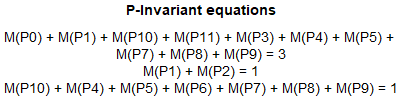 P-Invariant equations
M(P0) + M(P1) + M(P10) + M(P11) + M(P3) + M(P4) + M(P5) +
M(P7) + M(P8) + M(P9) = 3
M(P1) + M(P2) = 1
M(P10) + M(P4) + M(P5) + M(P6) + M(P7) + M(P8) + M(P9) = 1